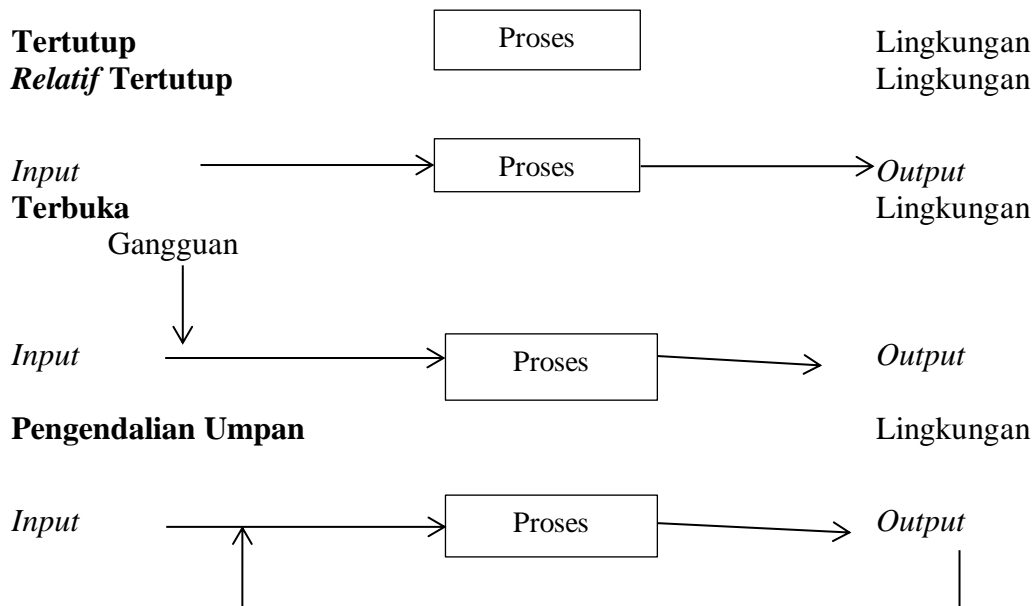 Tertutup Proses Lingkungan
Relatif Tertutup Lingkungan
Input Proses Output
Terbuka Lingkungan
Gangguan
Input Proses Output
Pengendalian Umpan Lingkungan
Input Proses Output